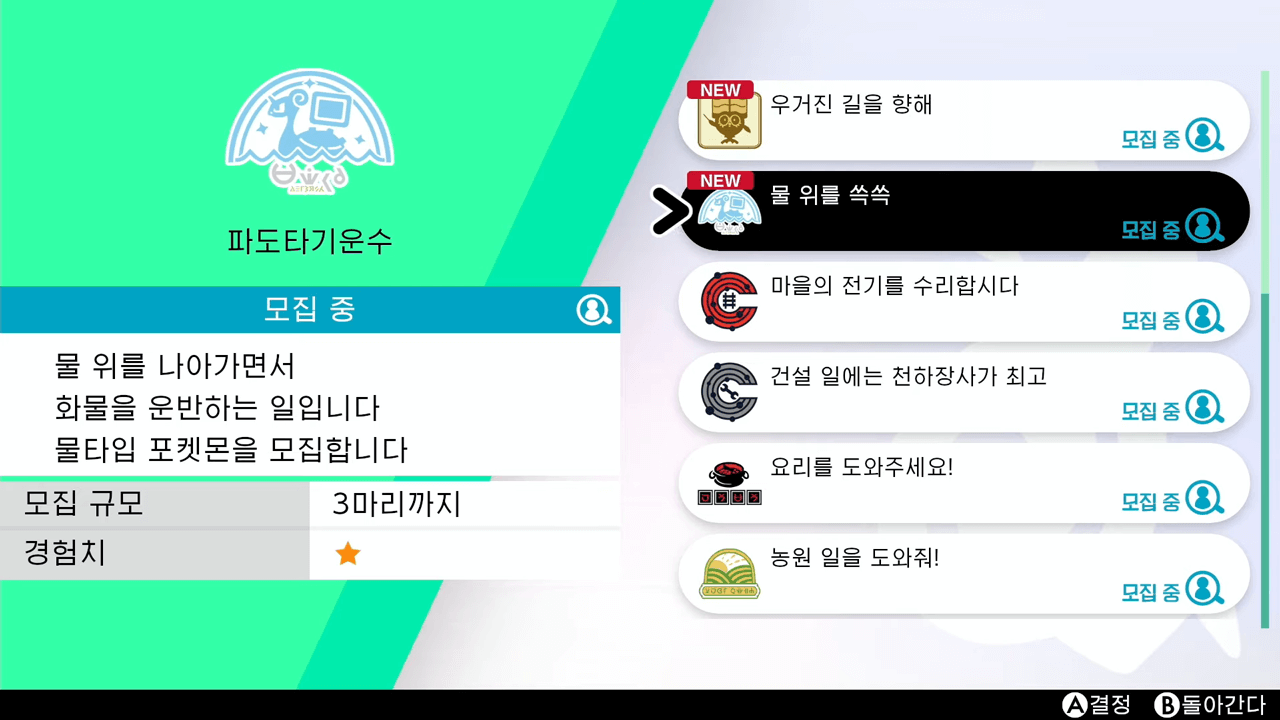 파도타기운수
모집 중
물 위를 나아가면서
화물을 운반하는 일입니다
물타입 포켓몬을 모집합니다
모집 규모 3마리까지
경험치
NEW
우거진 길을 향해
모집 중
NEW
물 위를 쓱쓱
모집 중
마을의 전기를 수리합시다
모집 중
건설 일에는 천하장사가 최고
모집 중
요리를 도와주세요!
모집 중
농원 일을 도와줘!
모집 중
A 결정 B 돌아간다